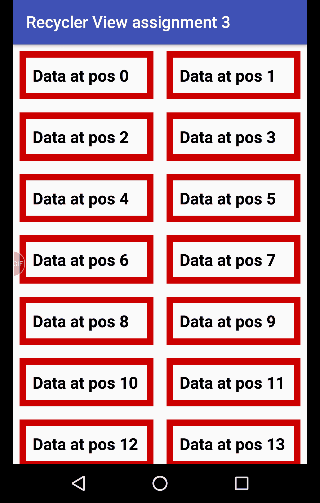 Recycler View assignment 3
Data at pos 0
Data at pos 1
Data at pos 2
Data at pos 3
Data at pos 4
Data at pos 5
Data at pos 6
Data at pos 7
Data at pos 8
Data at pos 9
Data at pos 10
Data at pos 11
Data at pos 12
Data at pos 13